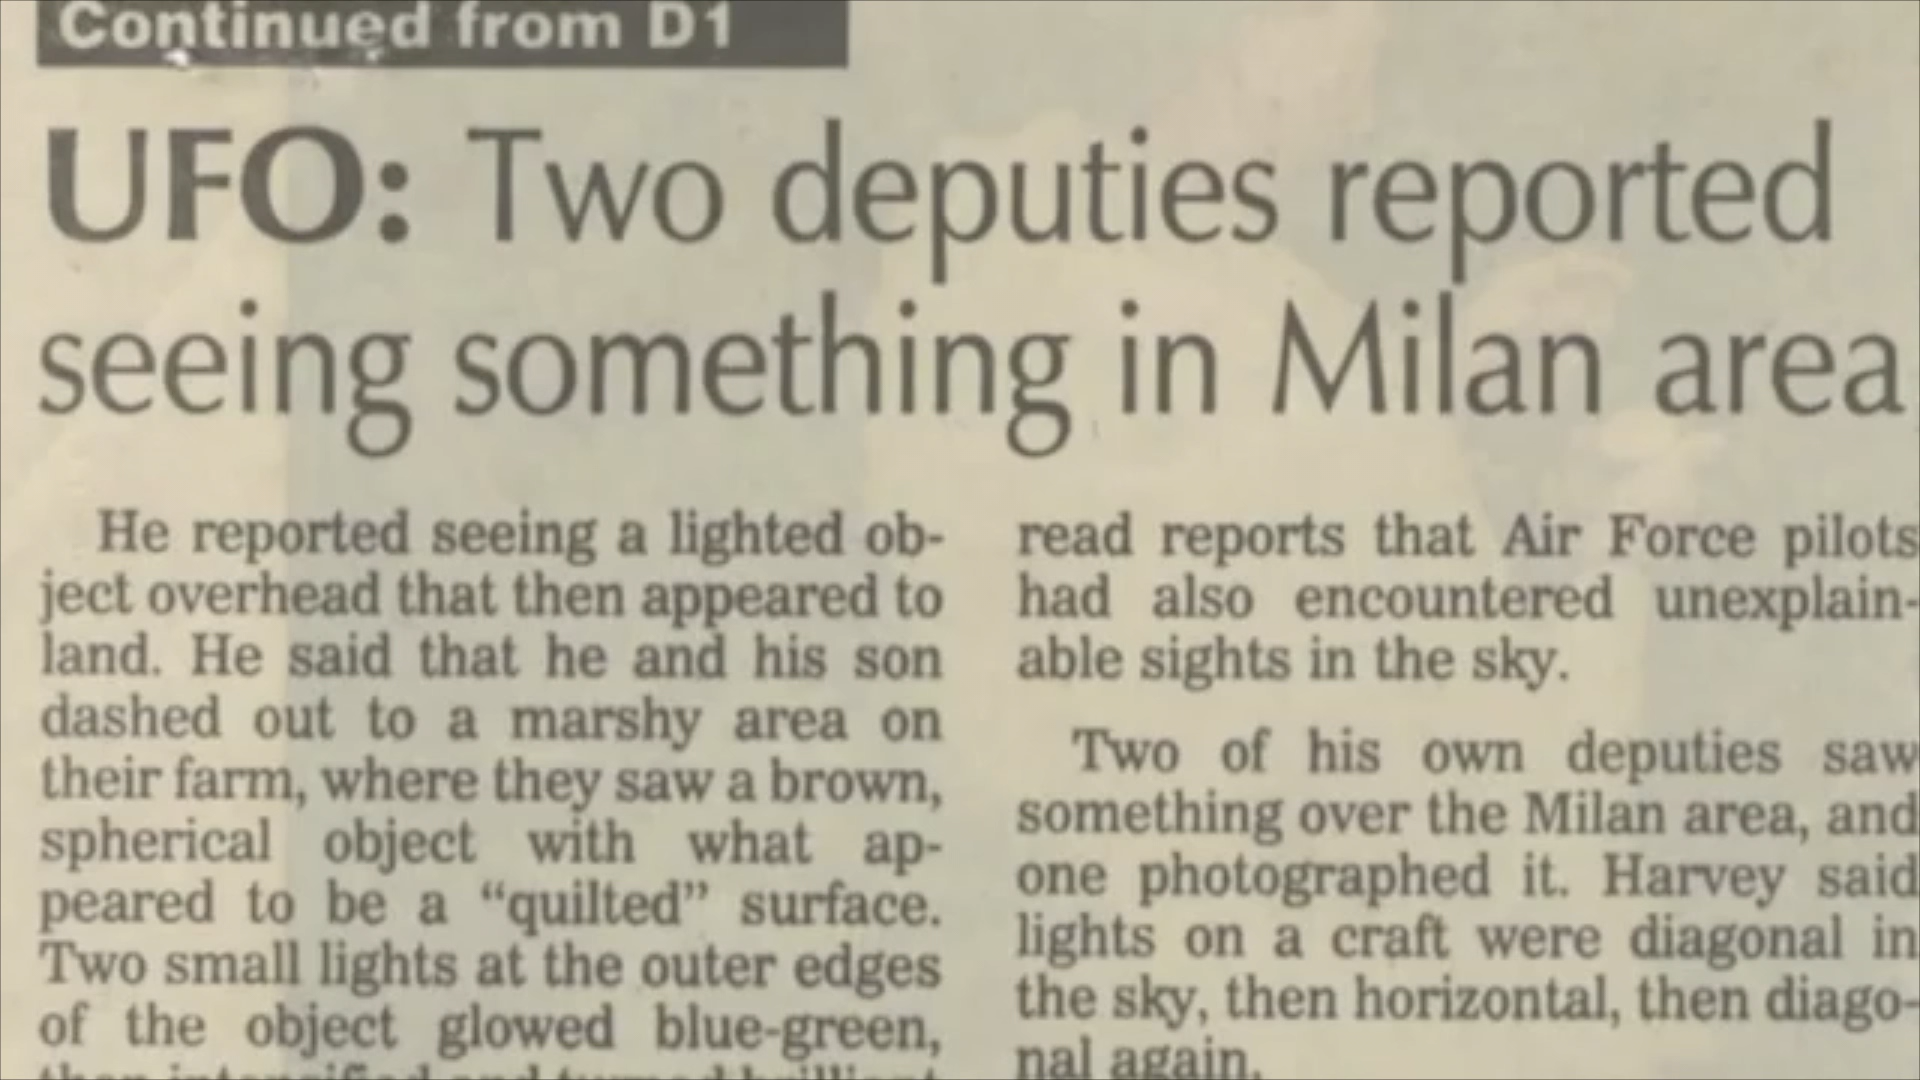 Continued from D1
UFO: Two deputies reported
seeing something in Milan area
He reported seeing a lighted ob-
ject overhead that then appeared to
land. He said that he and his son
dashed out to a marshy area on
their farm, where they saw a brown,
spherical object with what ap-
peared to be a “quilted” surface.
Two small lights at the outer edges
of the object glowed blue-green,
then intensified and turned brilliant
read reports that Air Force pilots
had also encountered unexplain-
able sights in the sky.
Two of his own deputies saw
something over the Milan area, and
one photographed it. Harvey said
lights on a craft were diagonal in
the sky, then horizontal, then diago-
nal again.